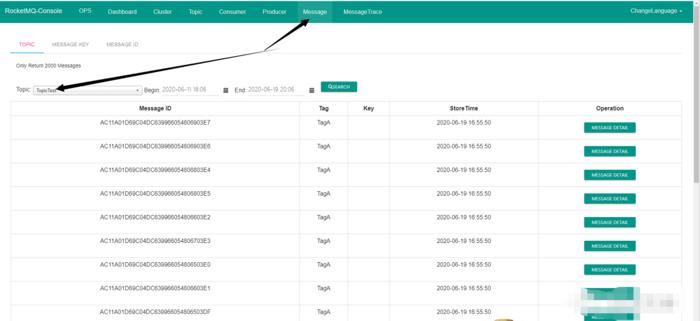 RocketMQ-Console OPS Dashboard Cluster Topic Consumer Producer Message MessageTrace ChangeLanguage
TOPIC MESSAGE KEY MESSAGE ID
Only Return 2000 Messages
Topic: TopicTest Begin: 2020-06-11 18:06 End: 2020-06-19 20:06 SEARCH
Message ID Tag Key StoreTime Operation
AC11A01D69C04DC639966054806903E7 TagA 2020-06-19 16:55:50 MESSAGE DETAIL
AC11A01D69C04DC639966054806903E6 TagA 2020-06-19 16:55:50 MESSAGE DETAIL
AC11A01D69C04DC639966054806803E4 TagA 2020-06-19 16:55:50 MESSAGE DETAIL
AC11A01D69C04DC639966054806803E5 TagA 2020-06-19 16:55:50 MESSAGE DETAIL
AC11A01D69C04DC639966054806603E2 TagA 2020-06-19 16:55:50 MESSAGE DETAIL
AC11A01D69C04DC639966054806703E3 TagA 2020-06-19 16:55:50 MESSAGE DETAIL
AC11A01D69C04DC639966054806503E0 TagA 2020-06-19 16:55:50 MESSAGE DETAIL
AC11A01D69C04DC639966054806603E1 TagA 2020-06-19 16:55:50
AC11A01D69C04DC639966054806503DF TagA 2020-06-19 16:55:50